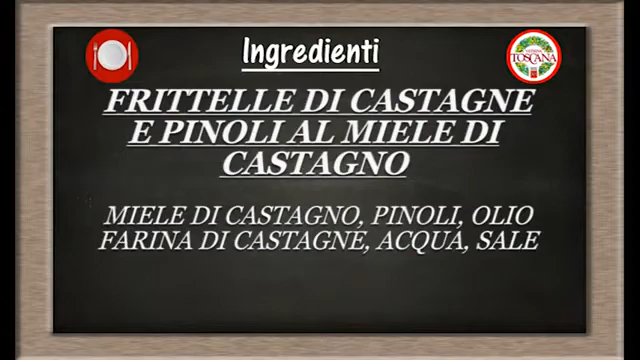 Ingredienti
TOSCANA
FRITTELLE DI CASTAGNE
E PINOLI AL MIELE DI
CASTAGNO
MIELE DI CASTAGNO, PINOLI, OLIO
FARINA DI CASTAGNE, ACQUA, SALE